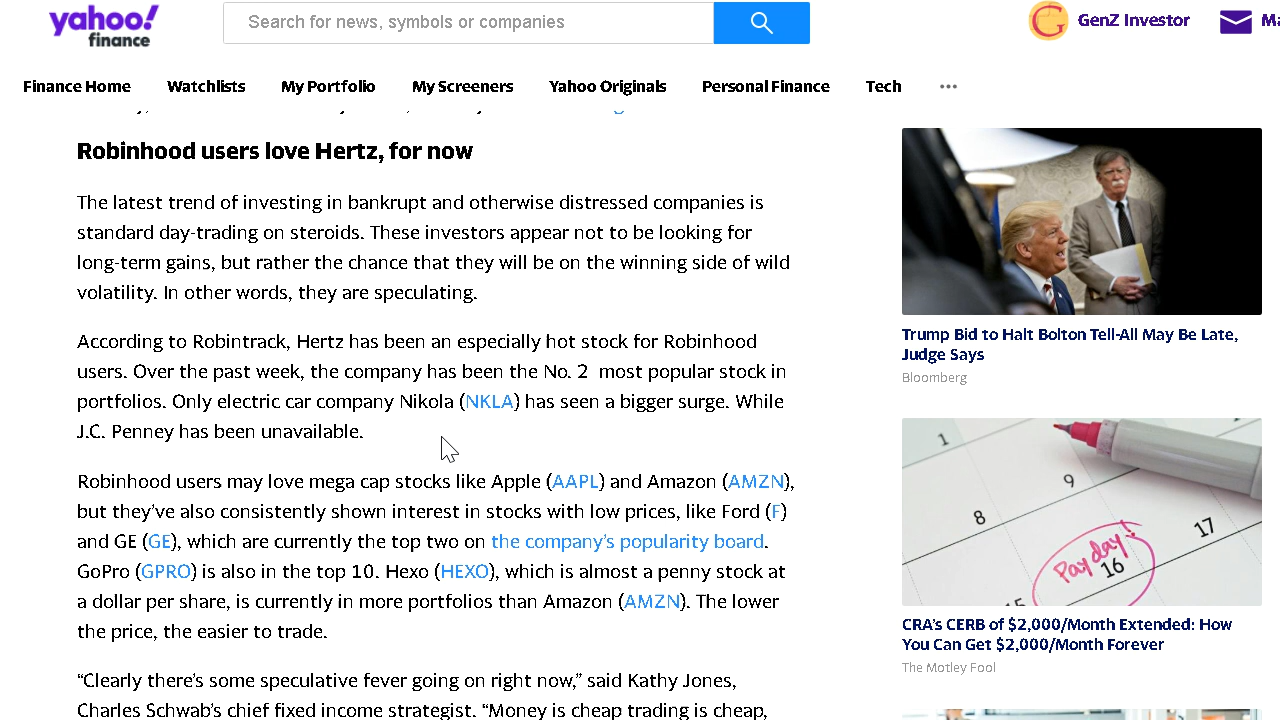 yahoo!
finance
Search for news, symbols or companies
GenZ Investor
Finance Home Watchlists My Portfolio My Screeners Yahoo Originals Personal Finance Tech ...
Robinhood users love Hertz, for now
The latest trend of investing in bankrupt and otherwise distressed companies is
standard day-trading on steroids. These investors appear not to be looking for
long-term gains, but rather the chance that they will be on the winning side of wild
volatility. In other words, they are speculating.
According to Robintrack, Hertz has been an especially hot stock for Robinhood
users. Over the past week, the company has been the No. 2 most popular stock in
portfolios. Only electric car company Nikola (NKLA) has seen a bigger surge. While
J.C. Penney has been unavailable.
Robinhood users may love mega cap stocks like Apple (AAPL) and Amazon (AMZN),
but they've also consistently shown interest in stocks with low prices, like Ford (F)
and GE (GE), which are currently the top two on the company's popularity board.
GoPro (GPRO) is also in the top 10. Hexo (HEXO), which is almost a penny stock at
a dollar per share, is currently in more portfolios than Amazon (AMZN). The lower
the price, the easier to trade.
“Clearly there's some speculative fever going on right now,” said Kathy Jones,
Charles Schwab's chief fixed income strategist. “Money is cheap trading is cheap,
Trump Bid to Halt Bolton Tell-All May Be Late,
Judge Says
Bloomberg
1
9
8
17
Payday!
16
15
CRA's CERB of $2,000/Month Extended: How
You Can Get $2,000/Month Forever
The Motley Fool